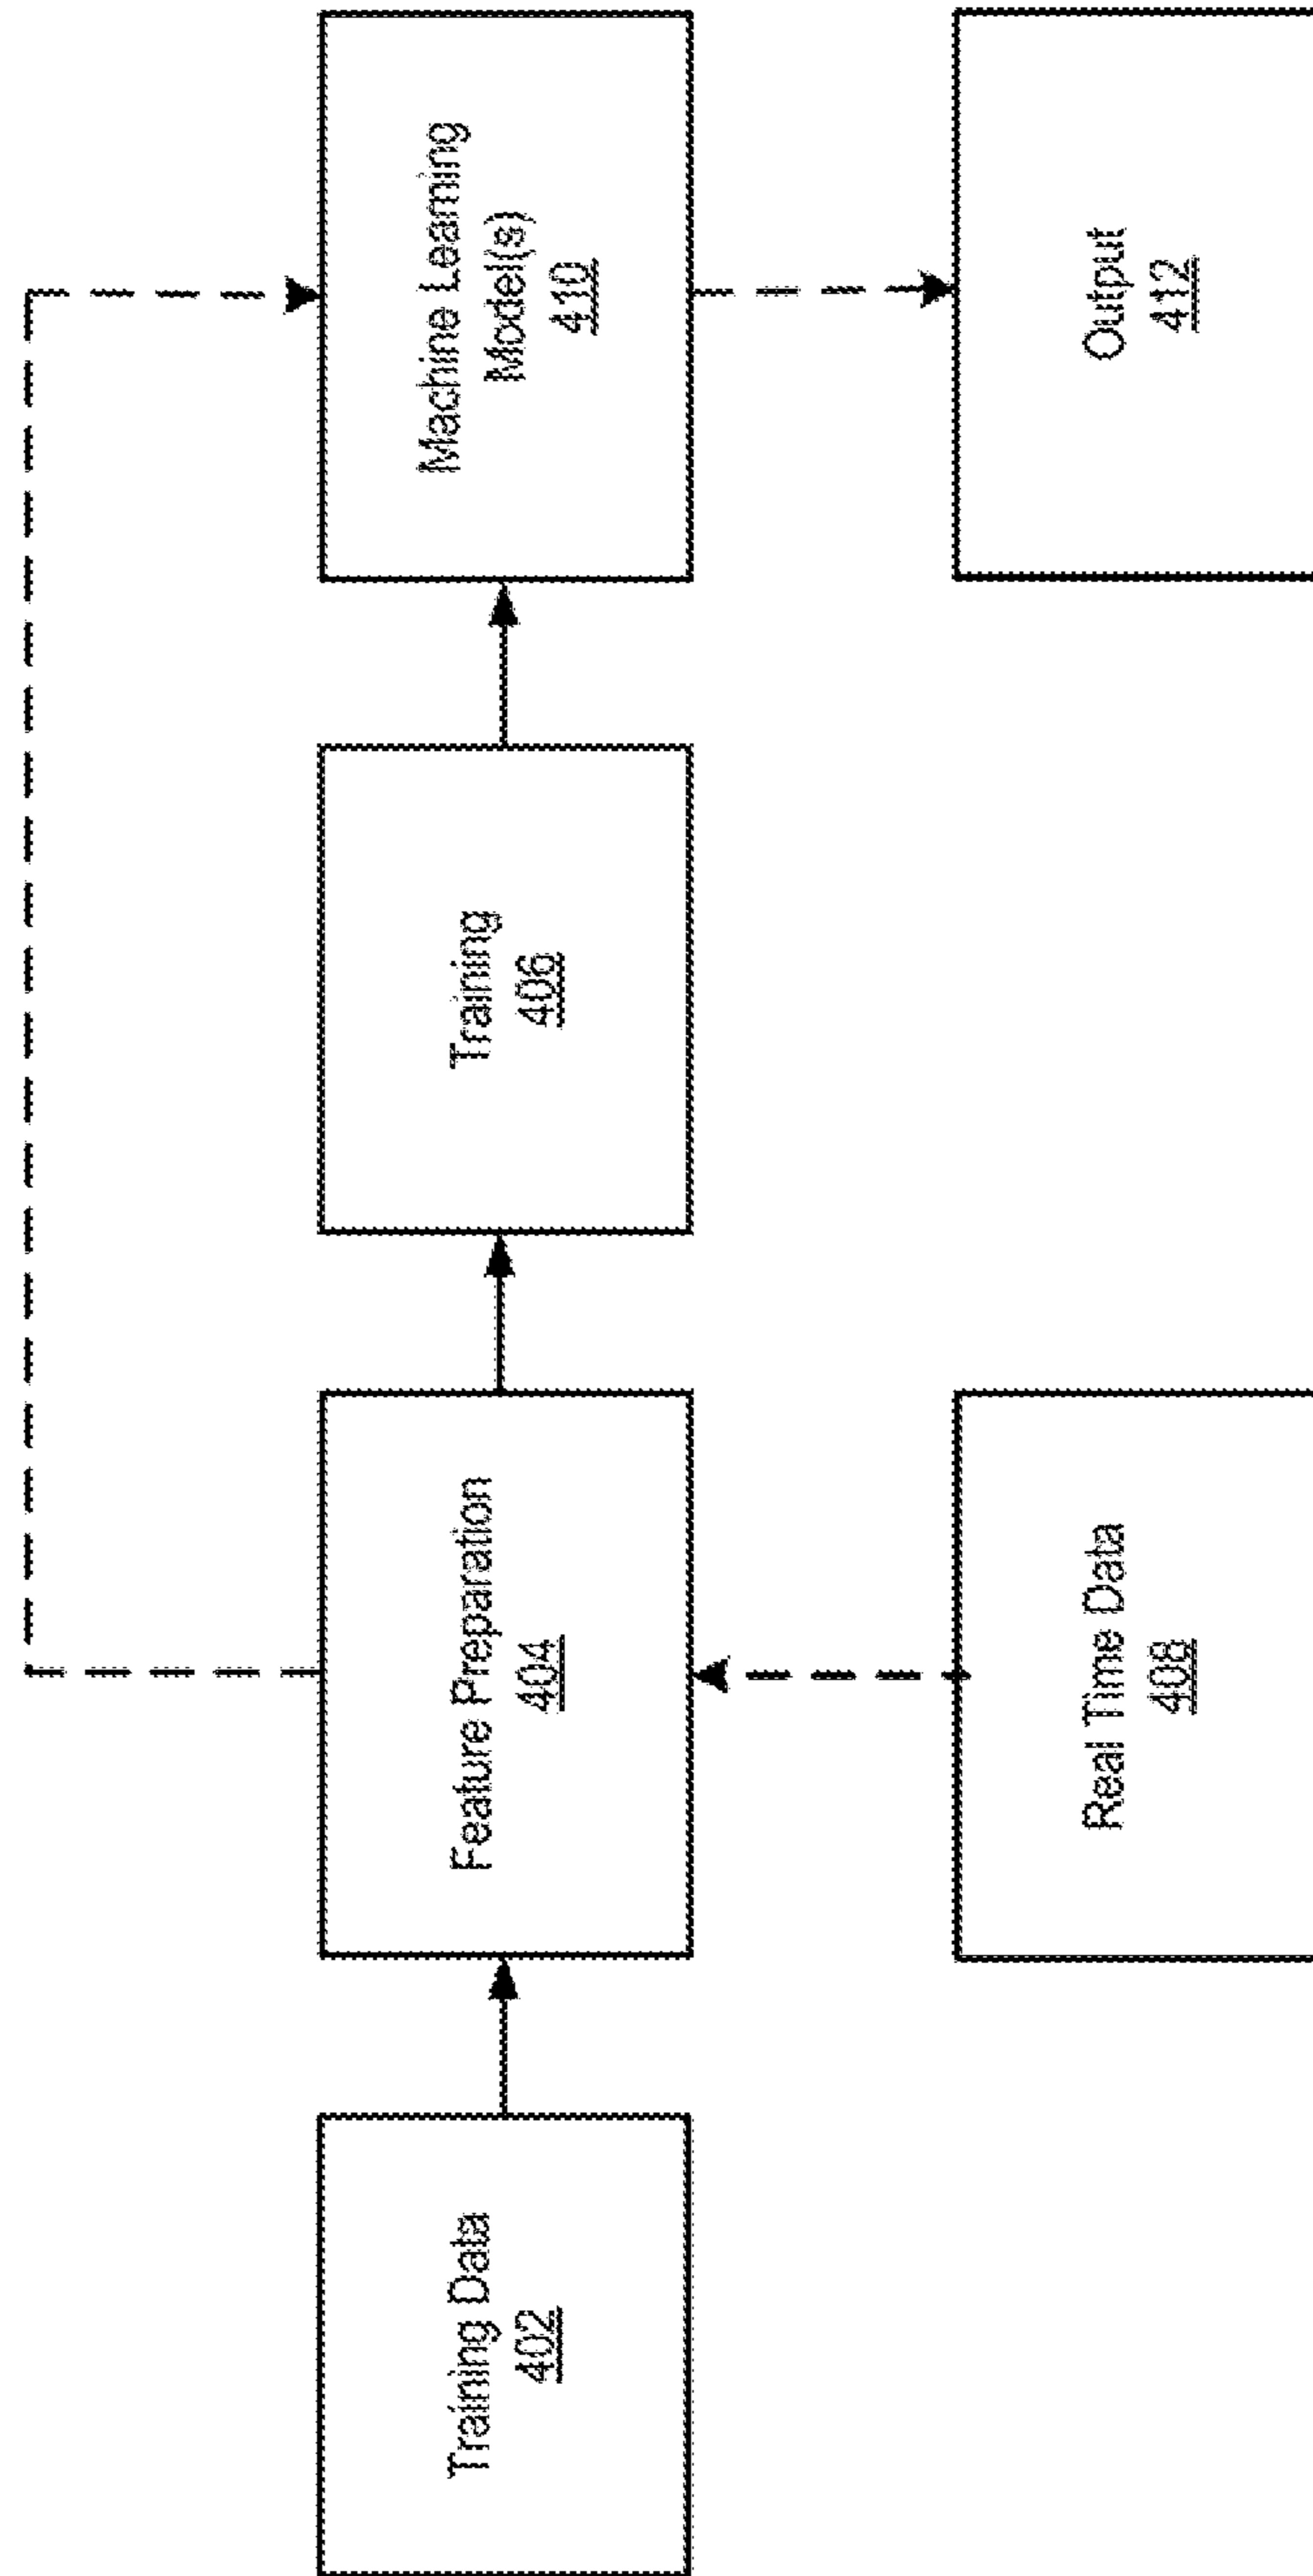 Training Data
402
Feature Preparation
404
Training
406
Machine Learning
Model(s)
410
Real Time Data
408
Output
412